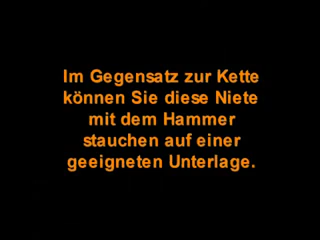 Im Gegensatz zur Kette
können Sie diese Niete
mit dem Hammer
stauchen auf einer
geeigneten Unterlage.